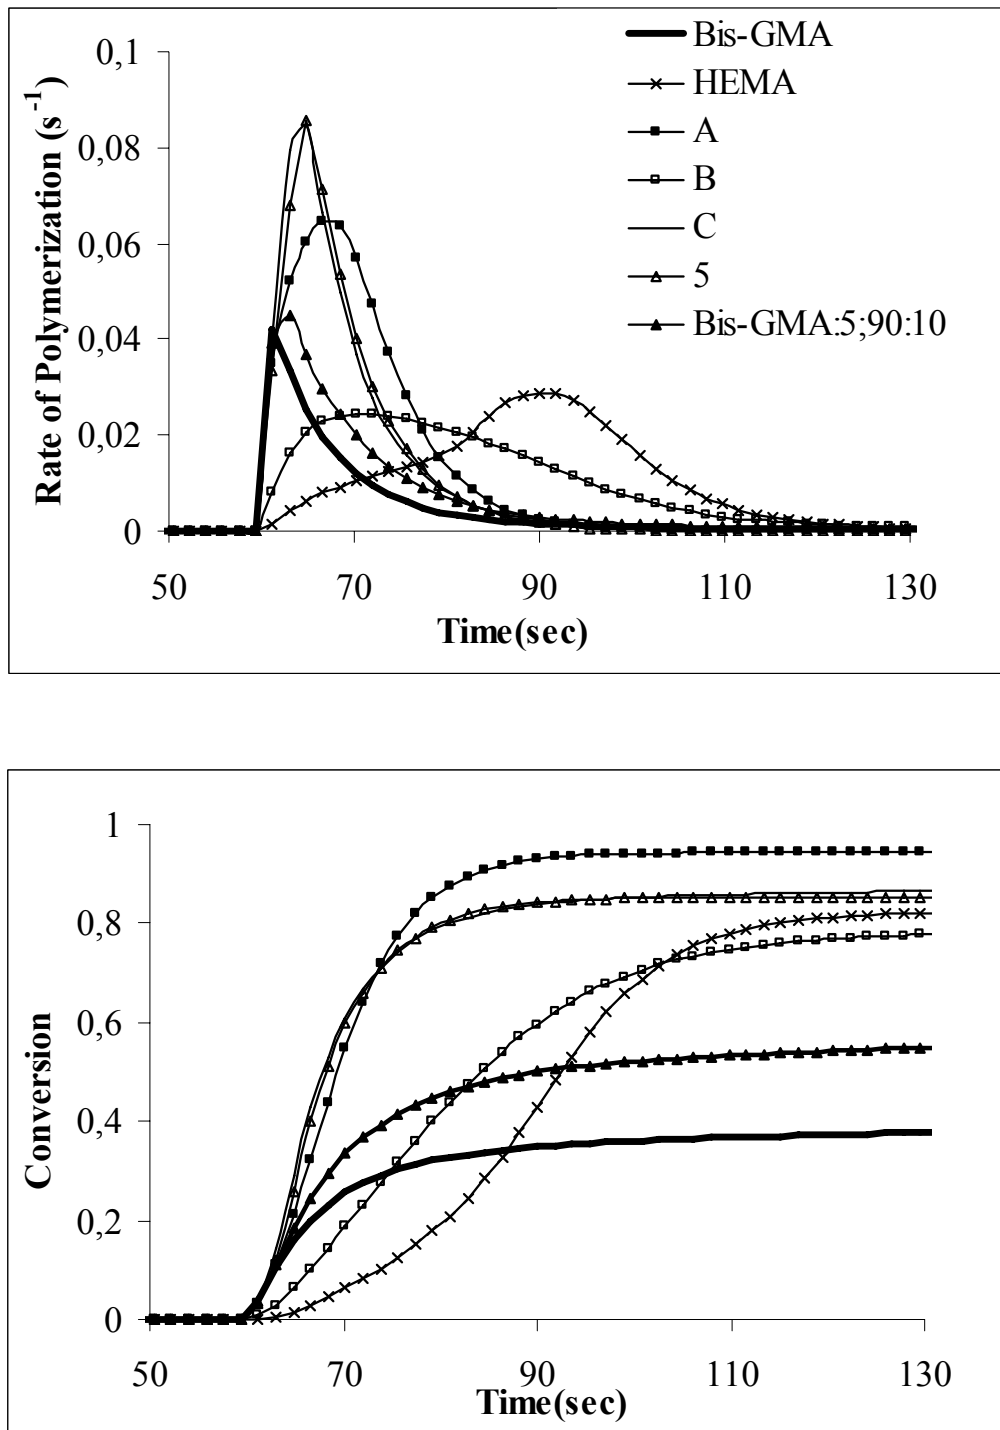 Bis-GMA
HEMA
A
B
C
5
Bis-GMA:5;90:10
Rate of Polymerization (s⁻¹)
0,1
0,08
0,06
0,04
0,02
0
50 70 90 110 130
Time(sec)
Conversion
1
0,8
0,6
0,4
0,2
0
50 70 90 110 130
Time(sec)